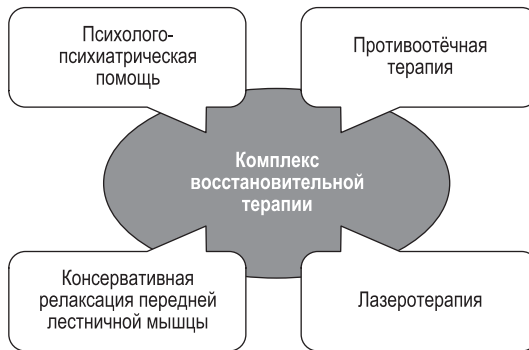 Психолого-
психиатрическая
помощь
Противоотёчная
терапия
Комплекс
восстановительной
терапии
Консервативная
релаксация передней
лестничной мышцы
Лазеротерапия